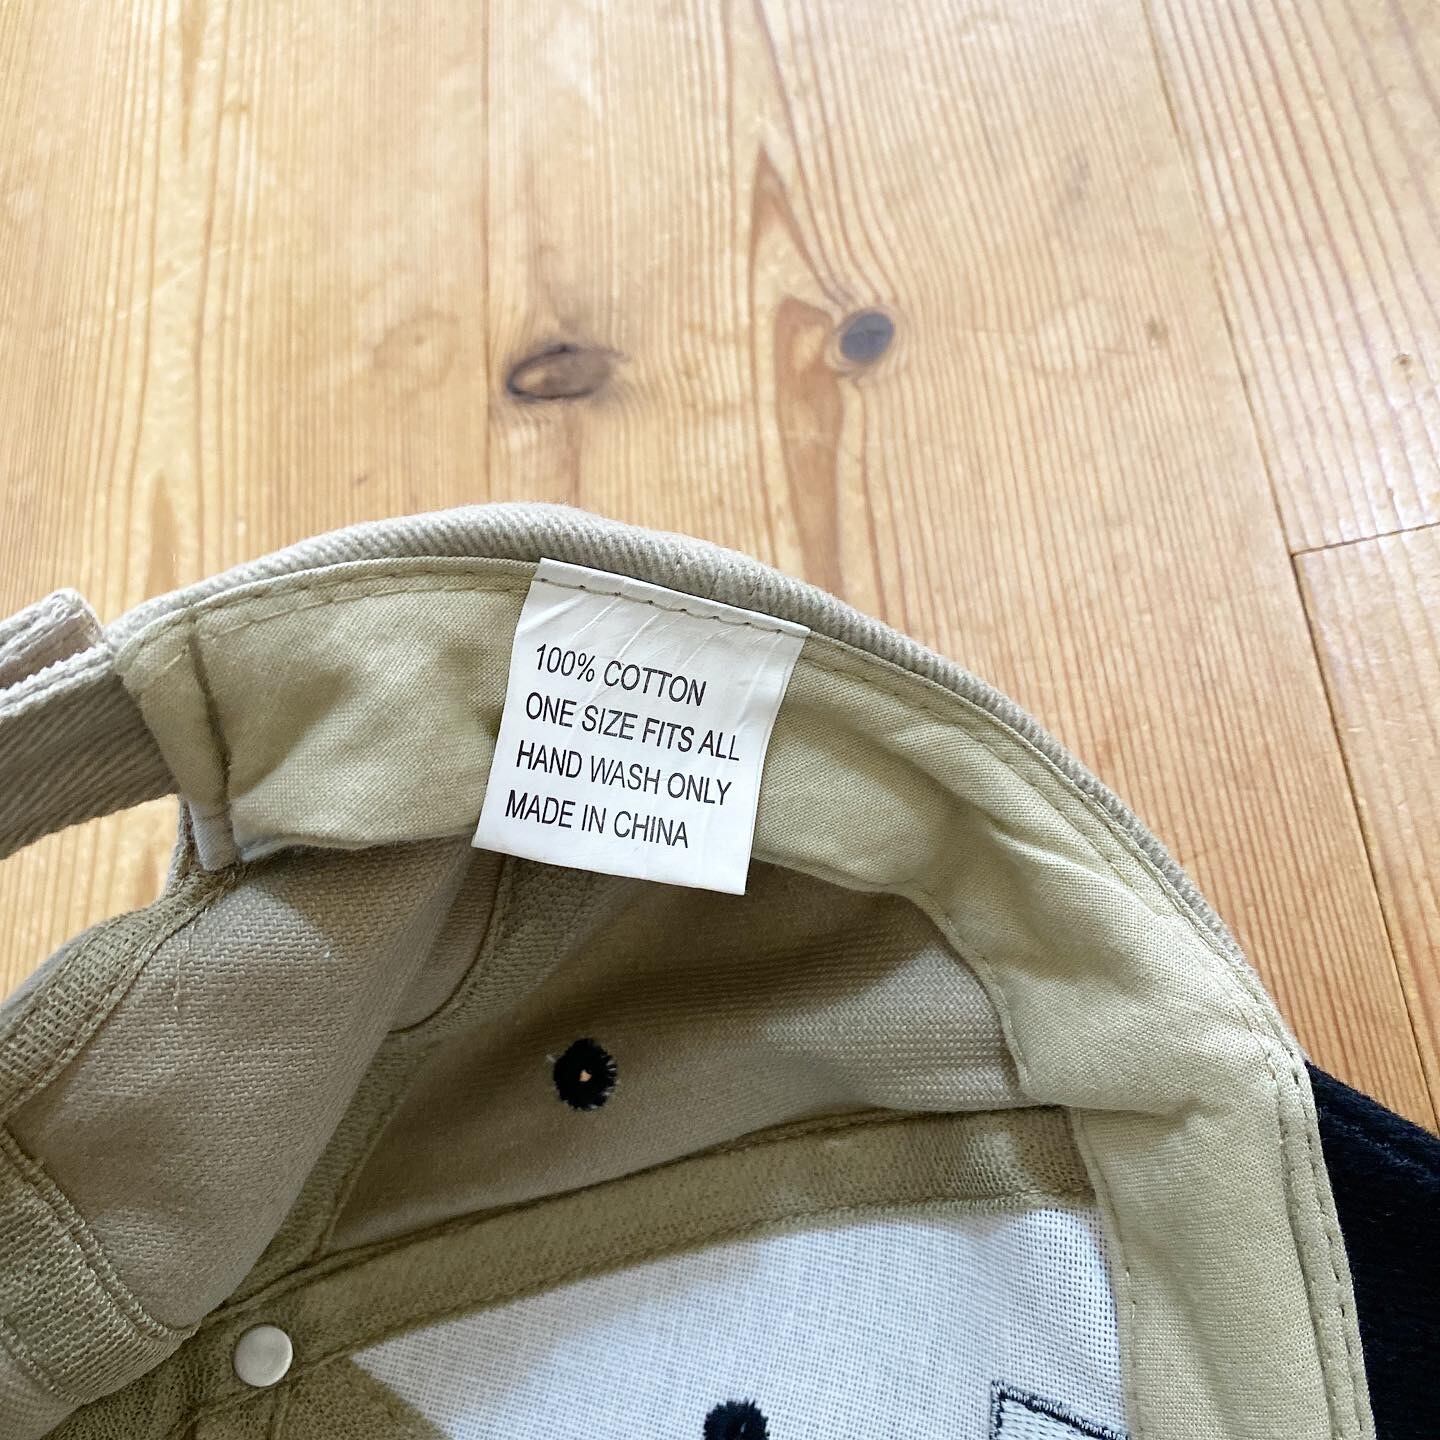 100% COTTON
ONE SIZE FITS ALL
HAND WASH ONLY
MADE IN CHINA